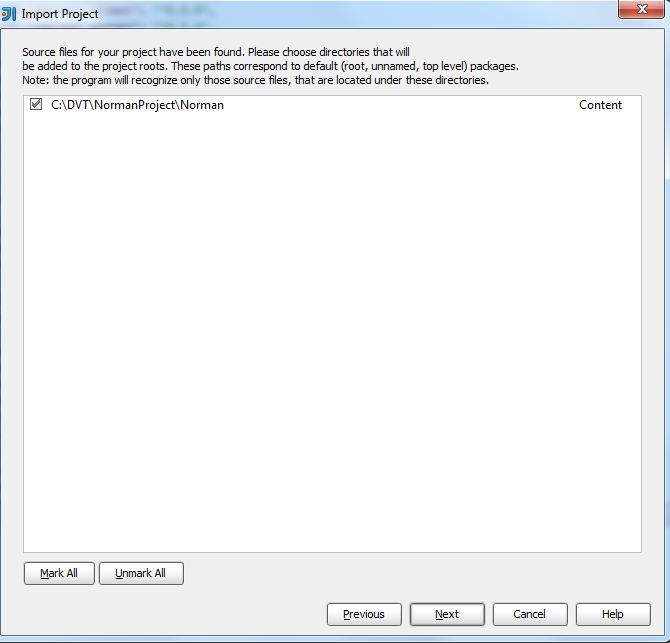 Import Project
Source files for your project have been found. Please choose directories that will
be added to the project roots. These paths correspond to default (root, unnamed, top level) packages.
Note: the program will recognize only those source files, that are located under these directories.
C:\DVT\NormanProject\Norman Content
Mark All Unmark All
Previous Next Cancel Help